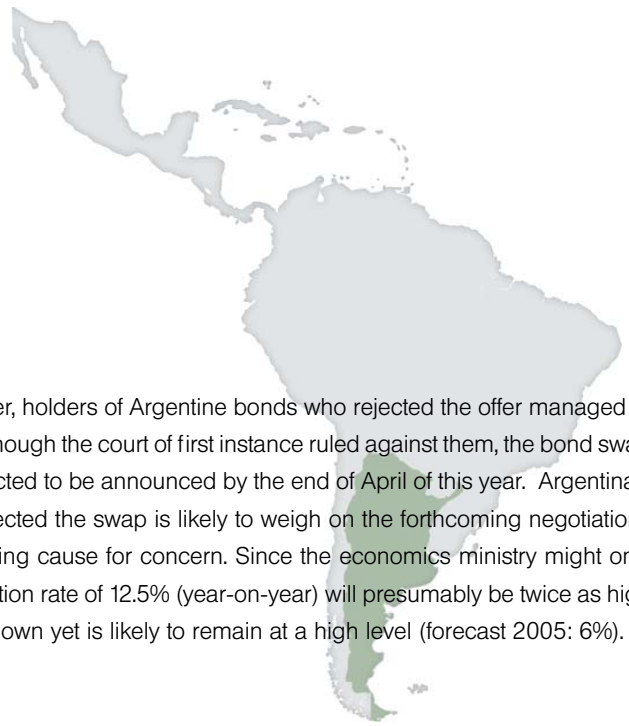 er, holders of Argentine bonds who rejected the offer managed
hough the court of first instance ruled against them, the bond swa
cted to be announced by the end of April of this year. Argentina
ected the swap is likely to weigh on the forthcoming negotiation
ing cause for concern. Since the economics ministry might on
tion rate of 12.5% (year-on-year) will presumably be twice as hig
own yet is likely to remain at a high level (forecast 2005: 6%).